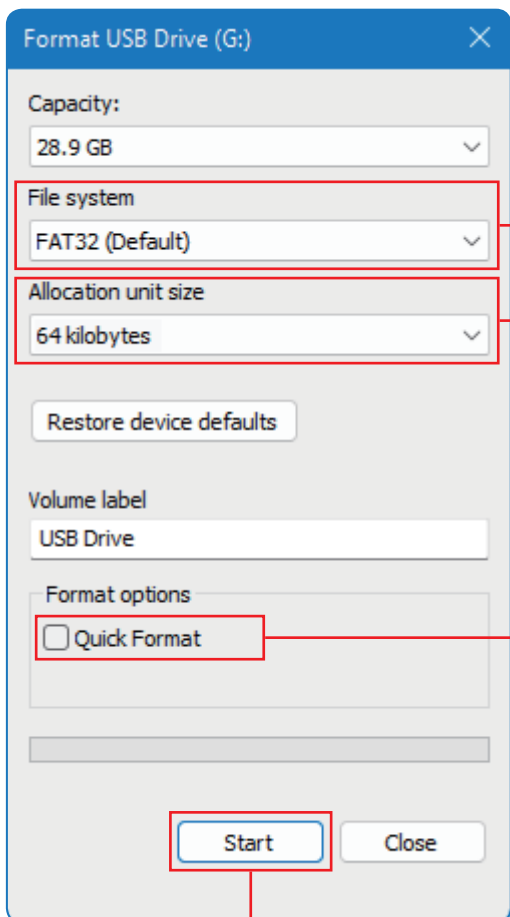 Format USB Drive (G:)
Capacity:
28.9 GB
File system
FAT32 (Default)
Allocation unit size
64 kilobytes
Restore device defaults
Volume label
USB Drive
Format options
Quick Format
Start Close